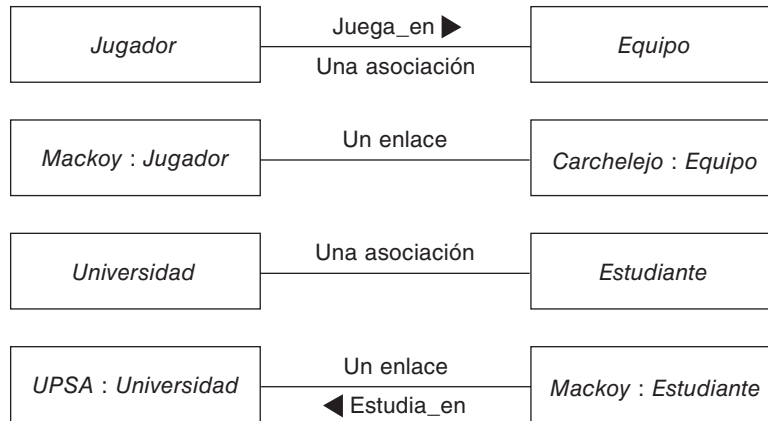 Juega_en
Jugador
Equipo
Una asociación
Un enlace
Mackoy : Jugador
Carchelejo : Equipo
Una asociación
Universidad
Estudiante
Un enlace
UPSA : Universidad
Mackoy : Estudiante
Estudia_en